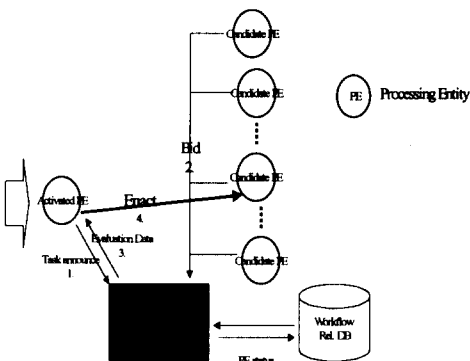 Candidate PE
Candidate PE
PE Processing Entity
Bid
2.
Candidate PE
Activated PE
Enact
4.
Evaluation Data
3.
Task announce
1.
Candidate PE
Workflow
Rel. DB
PE status